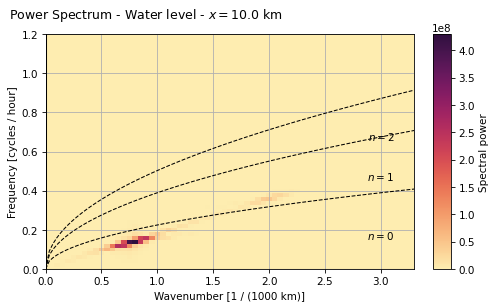 Power Spectrum - Water level - x = 10.0 km
1e8
1.2
1.0
0.8
0.6
0.4
0.2
0.0
Frequency [cycles / hour]
n = 2
n = 1
n = 0
0.0 0.5 1.0 1.5 2.0 2.5 3.0
Wavenumber [1 / (1000 km)]
4.0
3.5
3.0
2.5
2.0
1.5
1.0
0.5
0.0
Spectral power